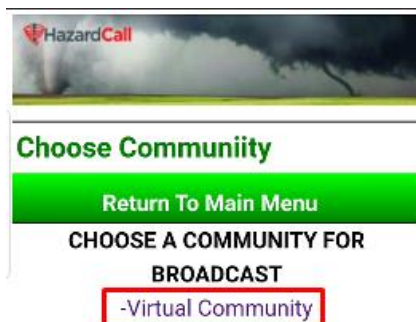 HazardCall
Choose Communiity
Return To Main Menu
CHOOSE A COMMUNITY FOR
BROADCAST
-Virtual Community